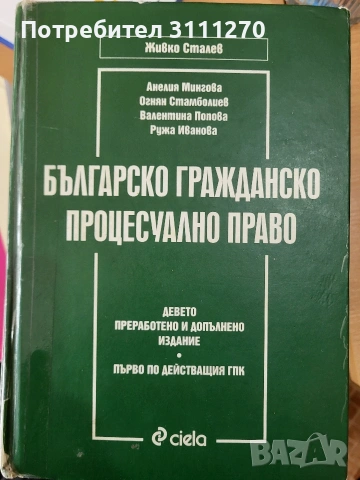 Потребител 3111270
Живко Сталев
Анелия Мингова
Огнян Стамболиев
Валентина Попова
Ружа Иванова
БЪЛГАРСКО ГРАЖДАНСКО
ПРОЦЕСУАЛНО ПРАВО
ДЕВЕТО
ПРЕРАБОТЕНО И ДОПЪЛНЕНО
ИЗДАНИЕ
•
ПЪРВО ПО ДЕЙСТВАЩИЯ ГПК
ciela
BAZAR